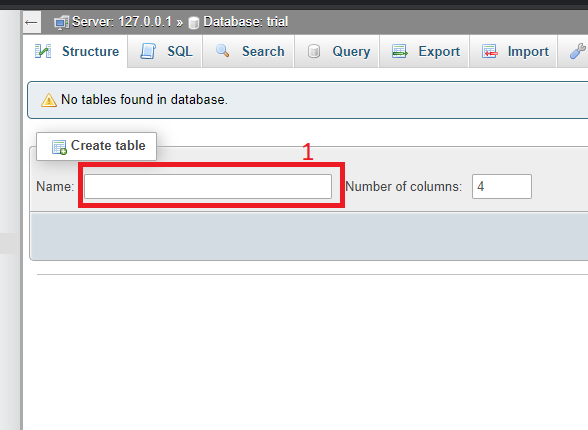 Server: 127.0.0.1 » Database: trial
Structure SQL Search Query Export Import
No tables found in database.
Create table
1
Name: Number of columns: 4